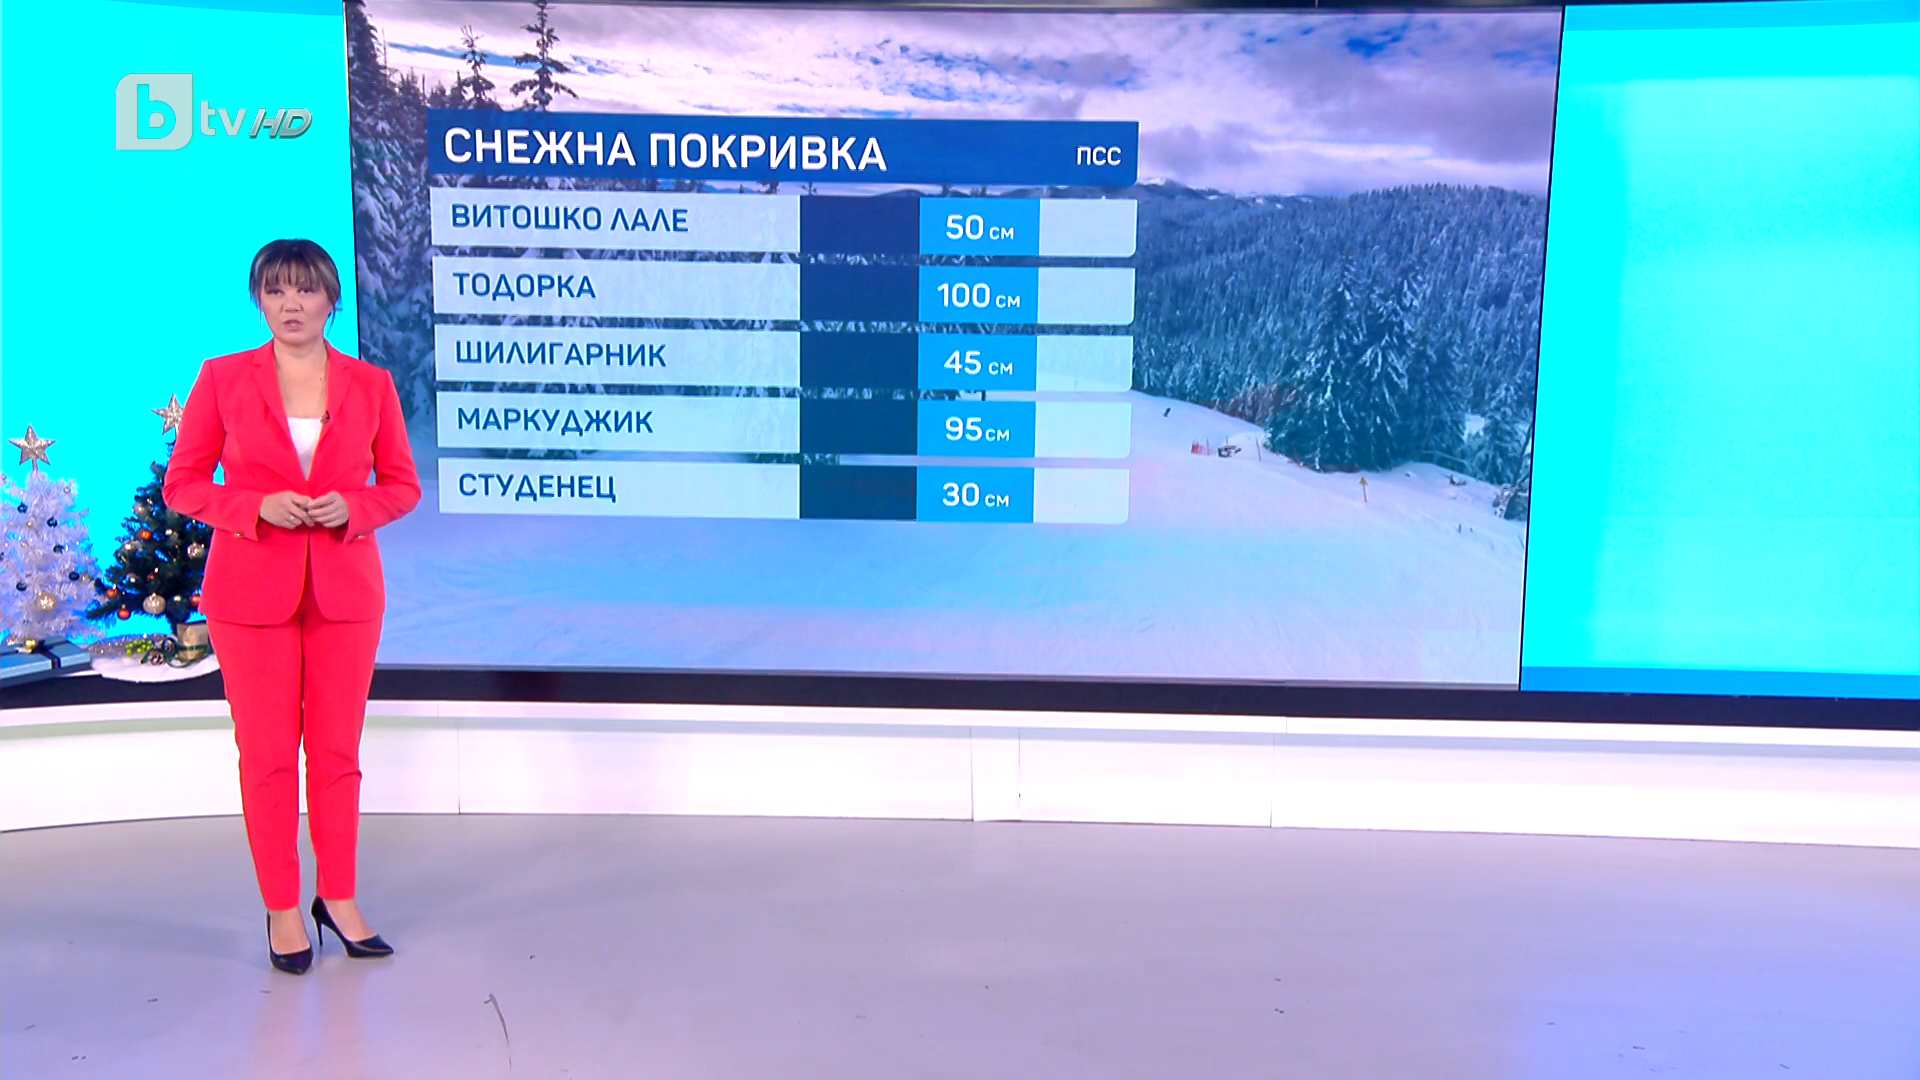 btv HD
СНЕЖНА ПОКРИВКА ПСС
ВИТОШКО ЛАЛЕ 50 СМ
ТОДОРКА 100 СМ
ШИЛИГАРНИК 45 СМ
МАРКУДЖИК 95 СМ
СТУДЕНЕЦ 30 СМ